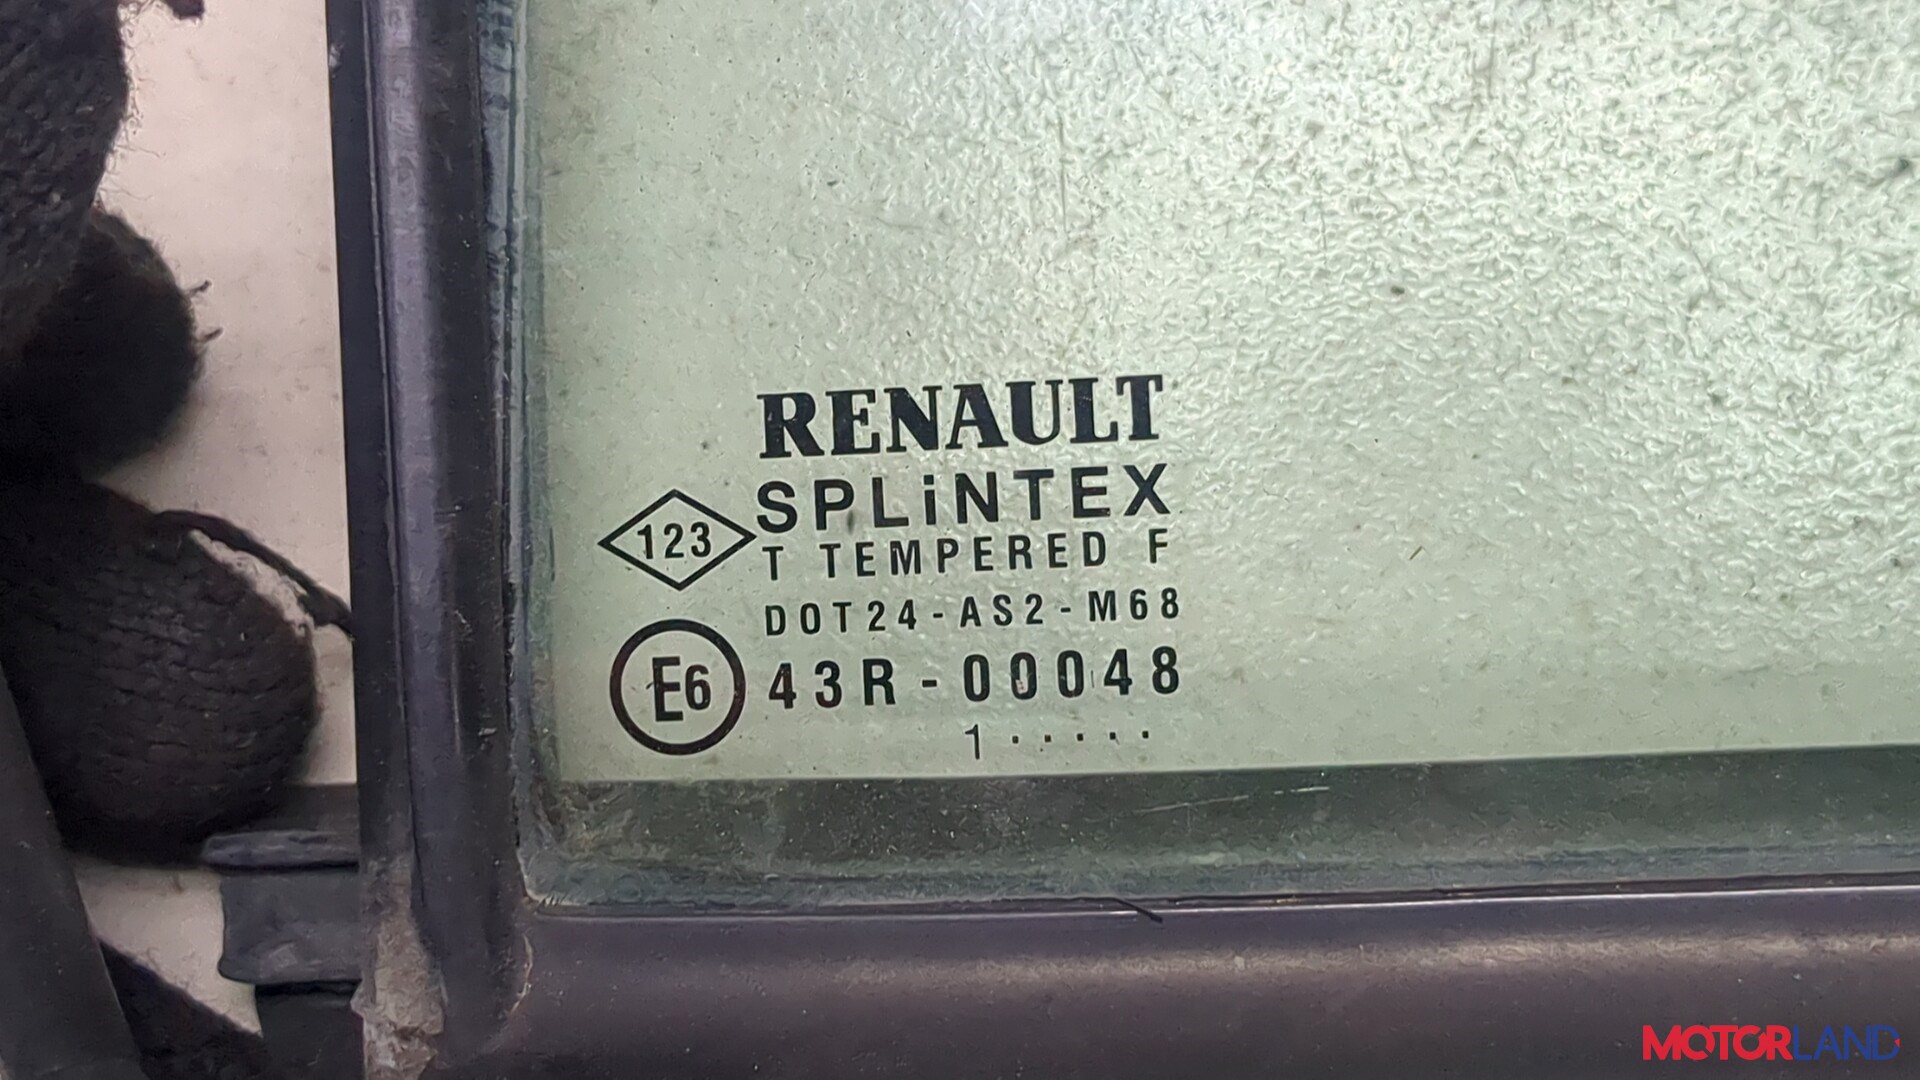 RENAULT
SPLiNTEX
123
T TEMPERED F
DOT24-AS2-M68
E6 43R-00048
1 · · · · ·
MOTORLAND